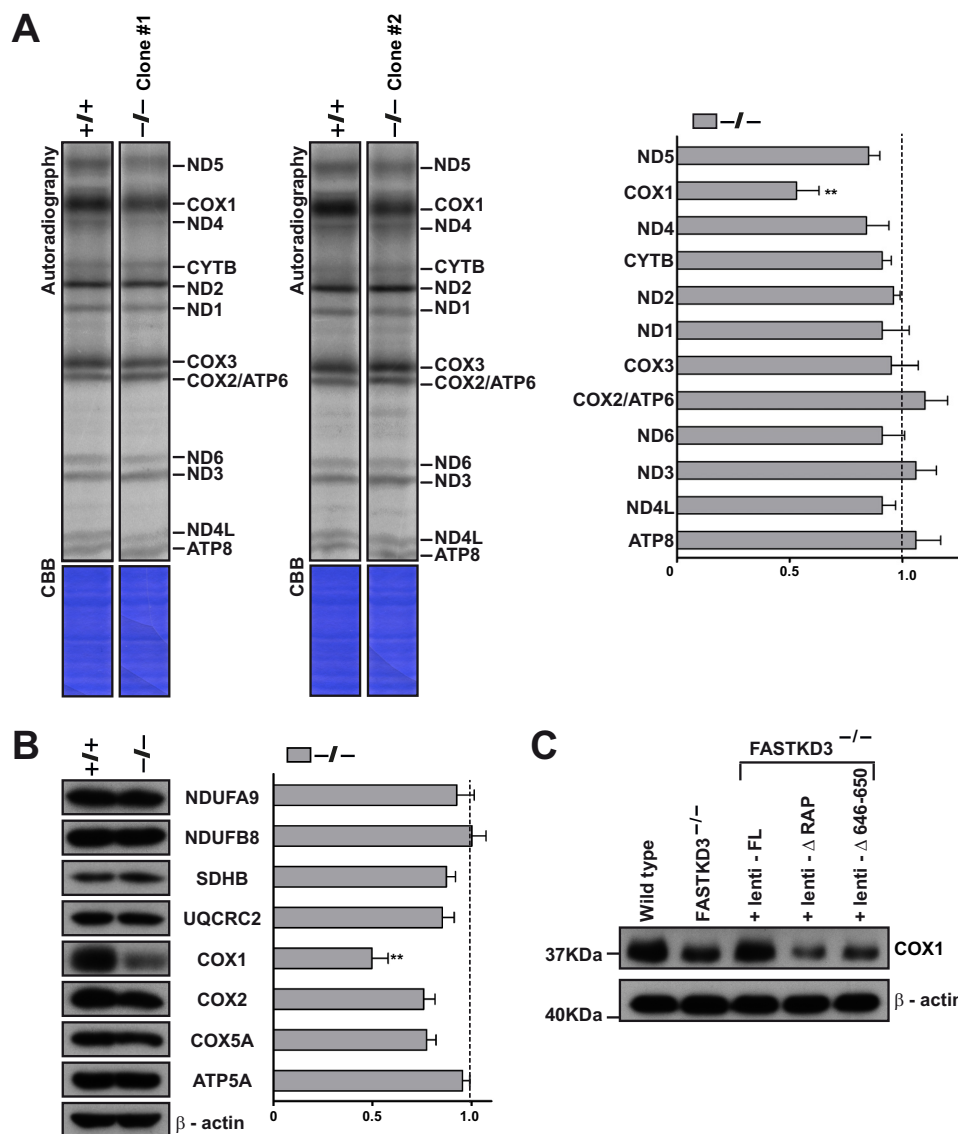 A
+/+
–/– Clone #1
Autoradiography
ND5
COX1
ND4
CYTB
ND2
ND1
COX3
COX2/ATP6
ND6
ND3
ND4L
ATP8
CBB
+/+
–/– Clone #2
Autoradiography
ND5
COX1
ND4
CYTB
ND2
ND1
COX3
COX2/ATP6
ND6
ND3
ND4L
ATP8
CBB
–/–
ND5
COX1 **
ND4
CYTB
ND2
ND1
COX3
COX2/ATP6
ND6
ND3
ND4L
ATP8
0 0.5 1.0
B
+/+ –/–
–/–
NDUFA9
NDUFB8
SDHB
UQCRC2
COX1 **
COX2
COX5A
ATP5A
β - actin
0 0.5 1.0
C
FASTKD3 –/–
Wild type
FASTKD3 –/–
+ lenti - FL
+ lenti - Δ RAP
+ lenti - Δ 646-650
37KDa COX1
40KDa β - actin